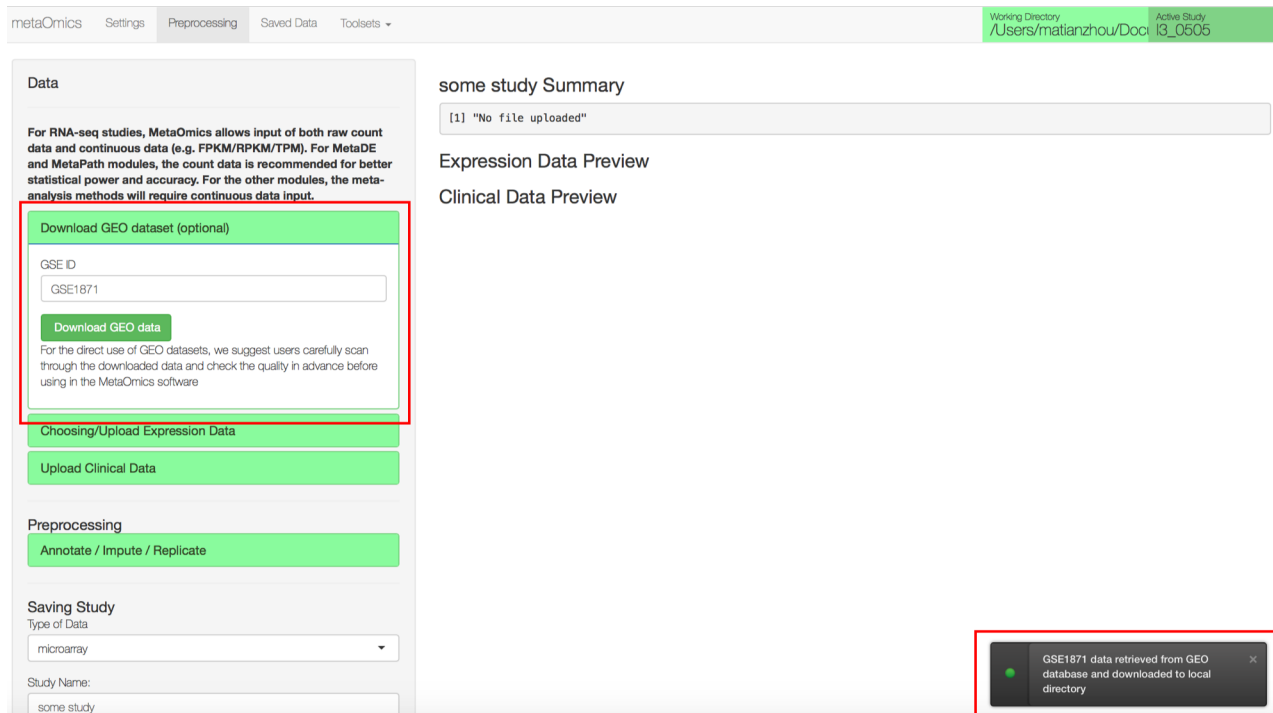 metaOmics Settings Preprocessing Saved Data Toolsets
Working Directory
/Users/matianzhou/Docu
Active Study
I3_0505
Data
For RNA-seq studies, MetaOmics allows input of both raw count
data and continuous data (e.g. FPKM/RPKM/TPM). For MetaDE
and MetaPath modules, the count data is recommended for better
statistical power and accuracy. For the other modules, the meta-
analysis methods will require continuous data input.
Download GEO dataset (optional)
GSE ID
GSE1871
Download GEO data
For the direct use of GEO datasets, we suggest users carefully scan
through the downloaded data and check the quality in advance before
using in the MetaOmics software
Choosing/Upload Expression Data
Upload Clinical Data
Preprocessing
Annotate / Impute / Replicate
Saving Study
Type of Data
microarray
Study Name:
some study
some study Summary
[1] "No file uploaded"
Expression Data Preview
Clinical Data Preview
GSE1871 data retrieved from GEO
database and downloaded to local
directory